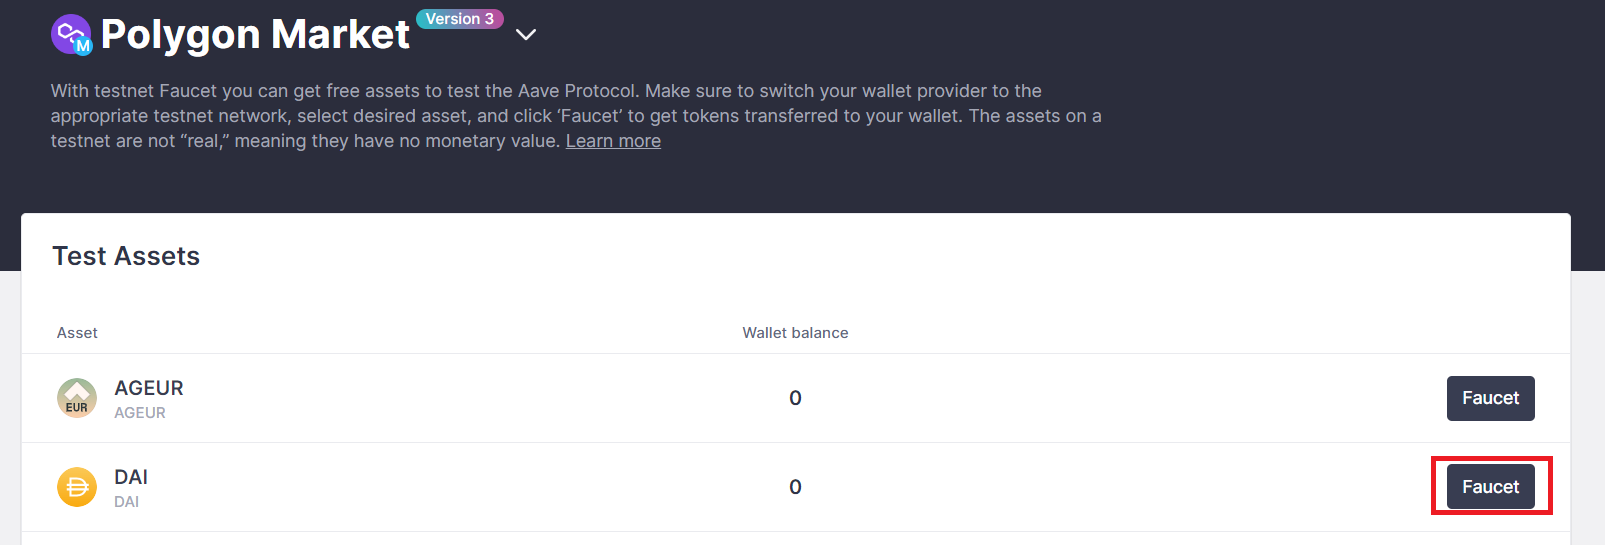 Polygon Market Version 3
M
With testnet Faucet you can get free assets to test the Aave Protocol. Make sure to switch your wallet provider to the
appropriate testnet network, select desired asset, and click ‘Faucet’ to get tokens transferred to your wallet. The assets on a
testnet are not “real,” meaning they have no monetary value. Learn more
Test Assets
Asset Wallet balance
EUR
AGEUR
AGEUR
0
Faucet
DAI
DAI
0
Faucet